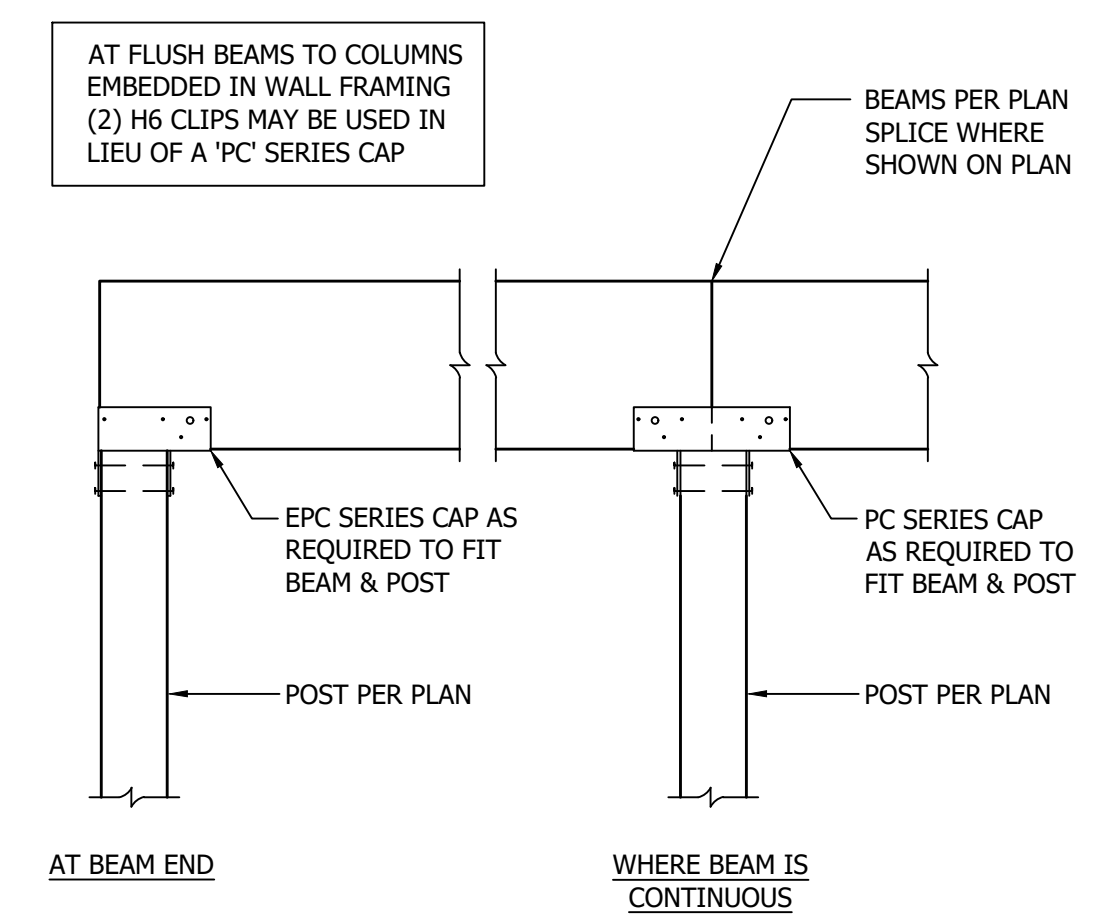 AT FLUSH BEAMS TO COLUMNS
EMBEDDED IN WALL FRAMING
(2) H6 CLIPS MAY BE USED IN
LIEU OF A 'PC' SERIES CAP
BEAMS PER PLAN
SPLICE WHERE
SHOWN ON PLAN
EPC SERIES CAP AS
REQUIRED TO FIT
BEAM & POST
PC SERIES CAP
AS REQUIRED TO
FIT BEAM & POST
POST PER PLAN
POST PER PLAN
AT BEAM END
WHERE BEAM IS
CONTINUOUS